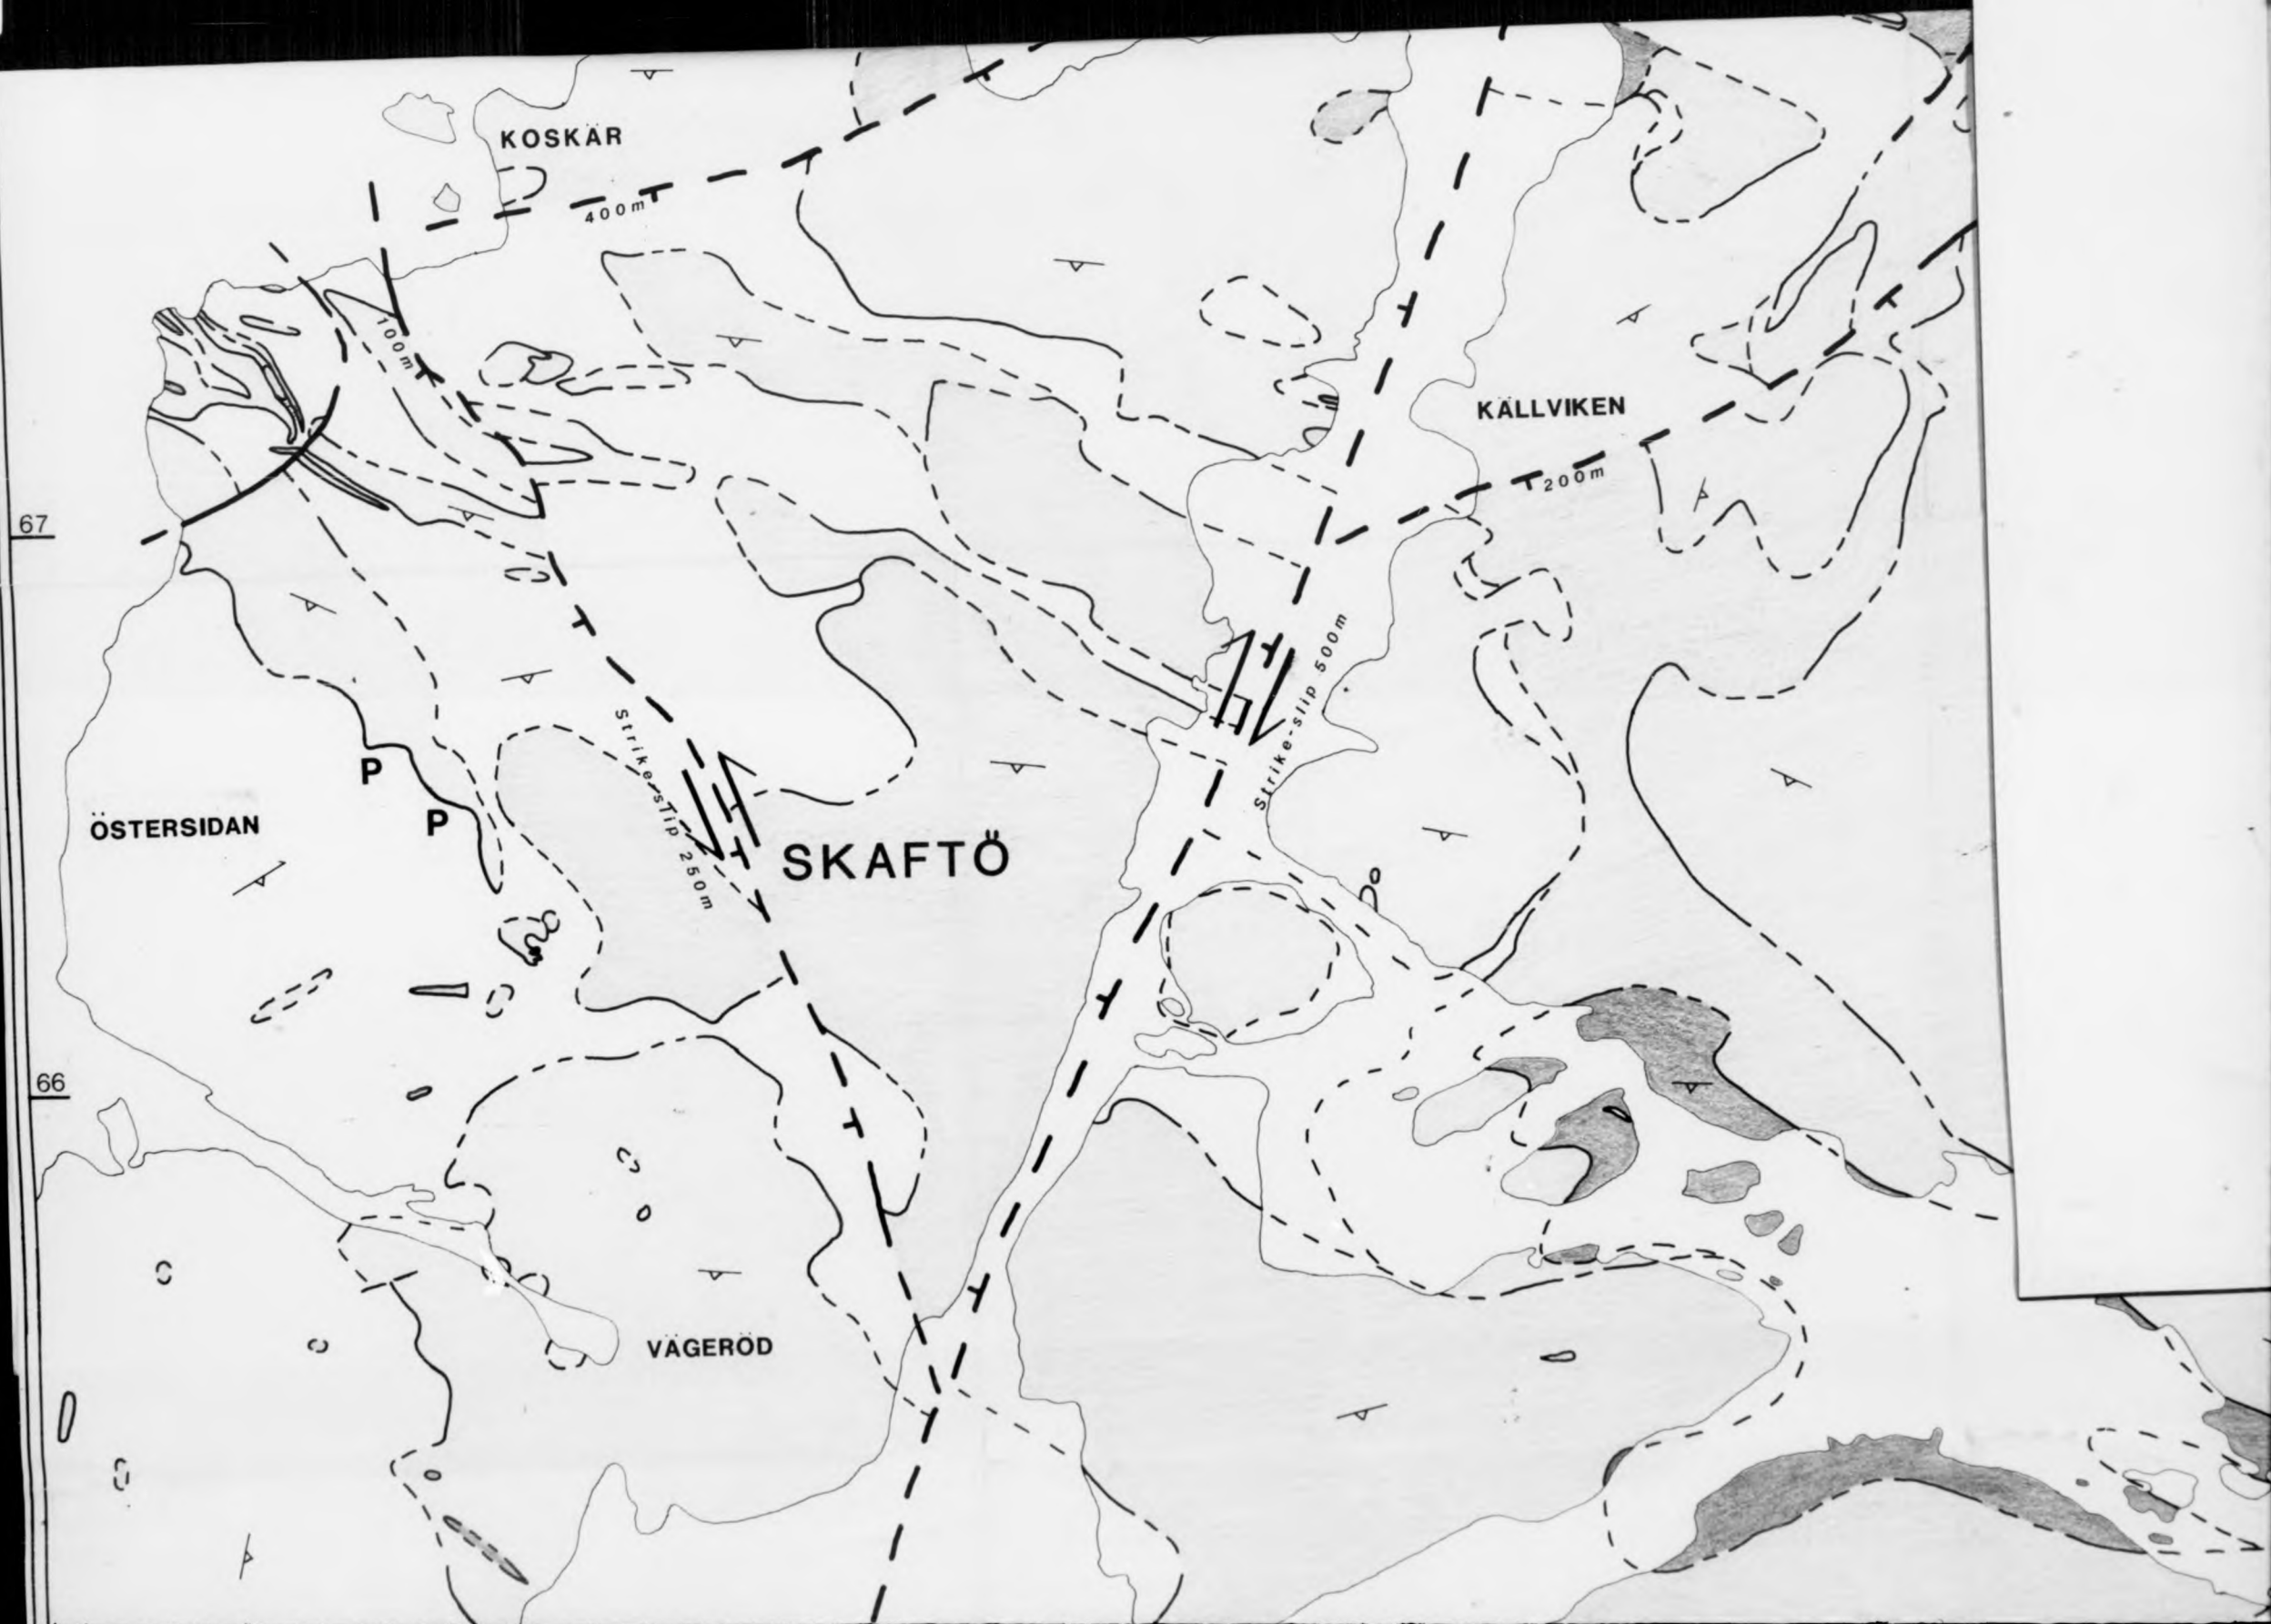 KOSKÄR
400m
100m
KÄLLVIKEN
200m
67
Strike-slip 500m
Strike-slip 250m
P
P
ÖSTERSIDAN
SKAFTÖ
66
VÄGERÖD